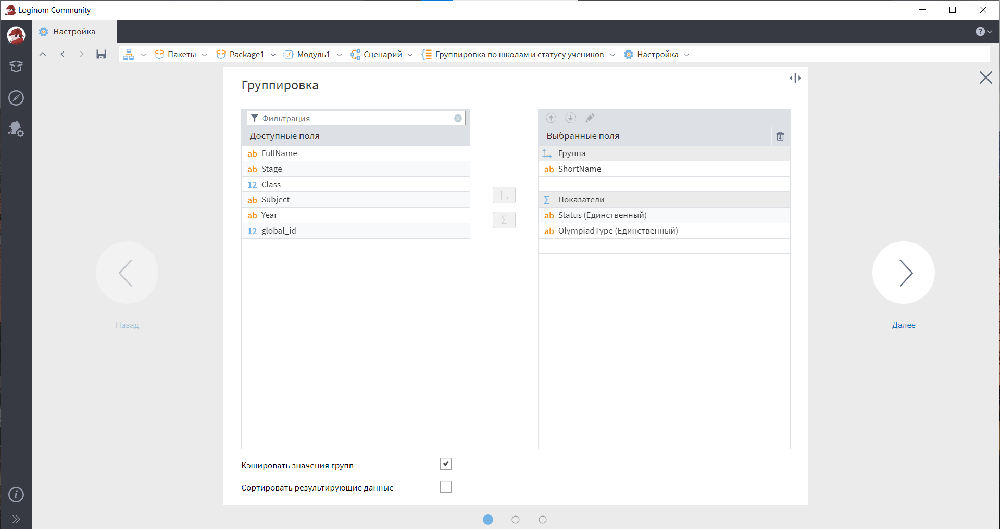 Loginom Community
Настройка
Пакеты Package1 Модуль1 Сценарий Группировка по школам и статусу учеников Настройка
Группировка
Фильтрация
Доступные поля
ab FullName
ab Stage
12 Class
ab Subject
ab Year
12 global_id
Выбранные поля
Группа
ab ShortName
Σ Показатели
ab Status (Единственный)
ab OlympiadType (Единственный)
Σ
Назад
Далее
Кэшировать значения групп
Сортировать результирующие данные